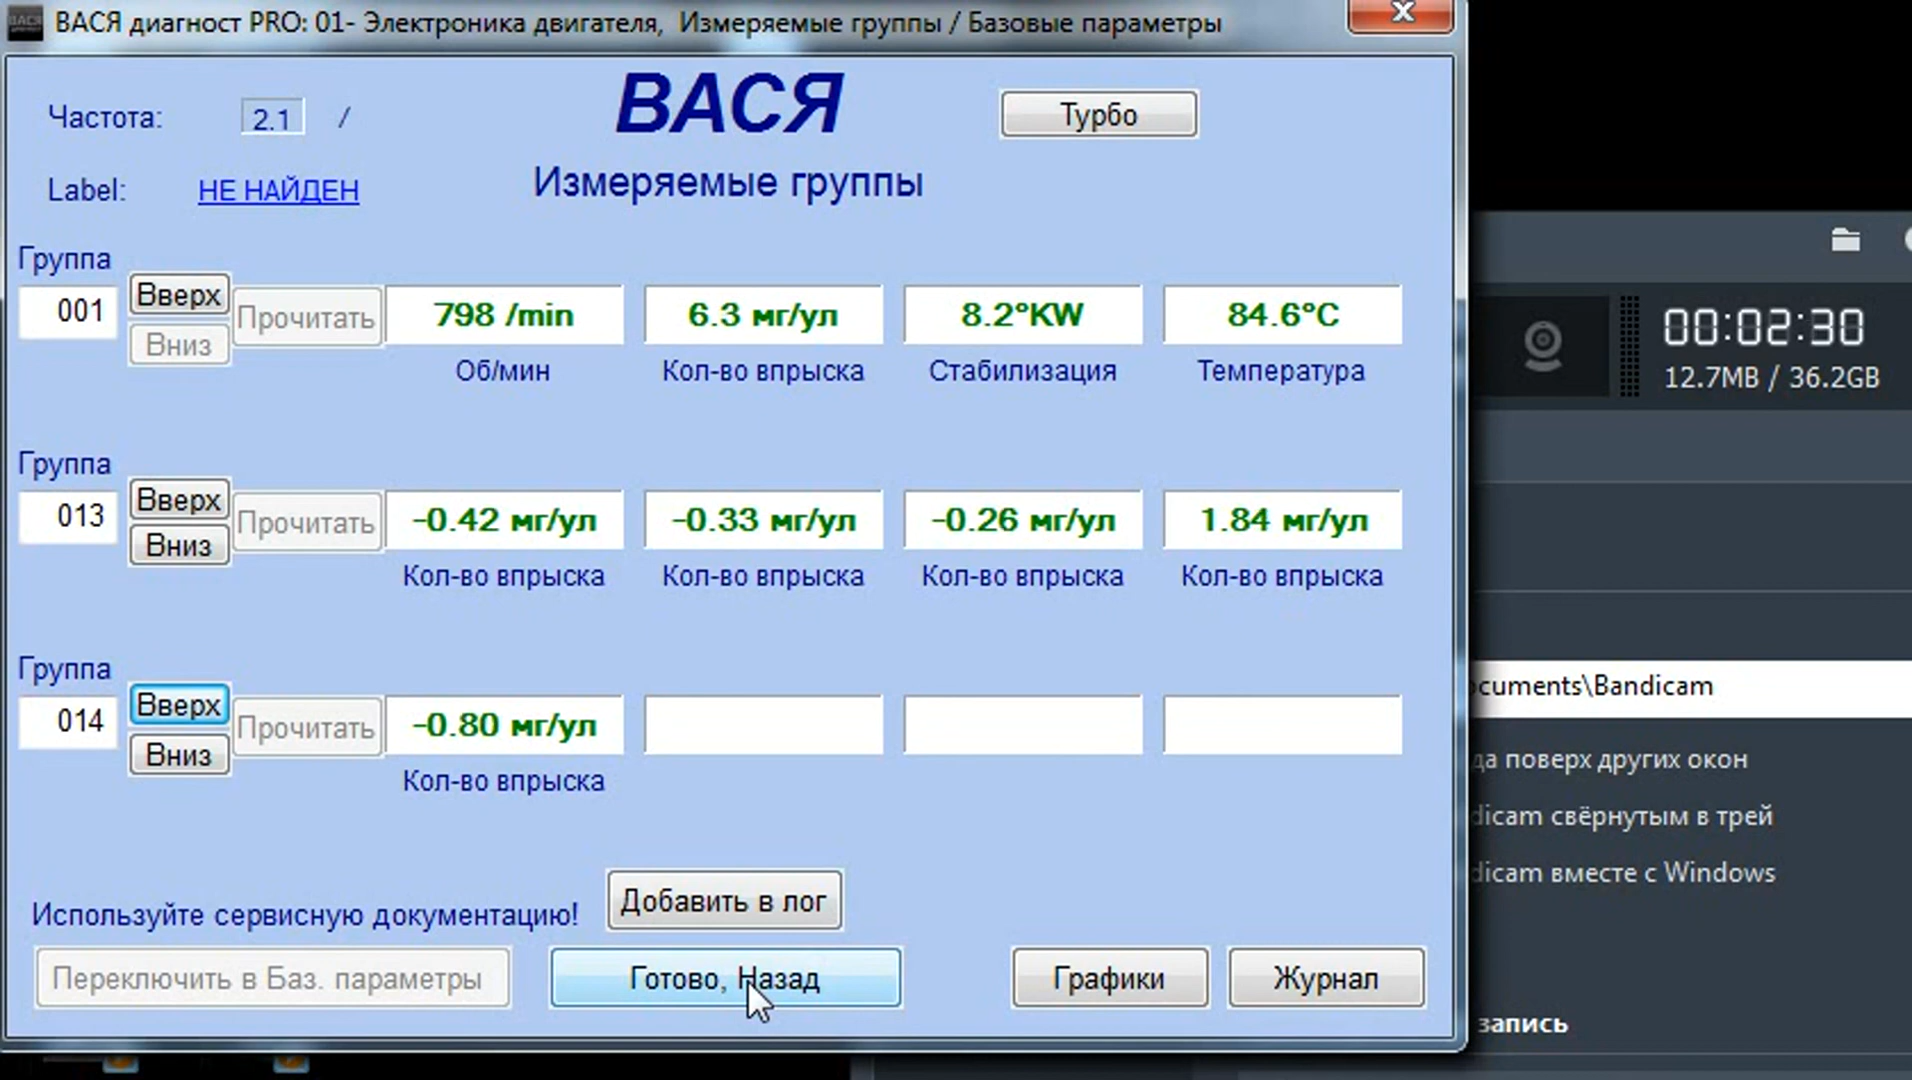 ВАСЯ диагност PRO: 01- Электроника двигателя, Измеряемые группы / Базовые параметры
x
Частота: 2.1 /
ВАСЯ
Турбо
Label: НЕ НАЙДЕН
Измеряемые группы
Группа
001
Вверх
Вниз
Прочитать
798 /min
6.3 мг/ул
8.2°KW
84.6°C
Об/мин
Кол-во впрыска
Стабилизация
Температура
Группа
013
Вверх
Вниз
Прочитать
-0.42 мг/ул
-0.33 мг/ул
-0.26 мг/ул
1.84 мг/ул
Кол-во впрыска
Кол-во впрыска
Кол-во впрыска
Кол-во впрыска
Группа
014
Вверх
Вниз
Прочитать
-0.80 мг/ул
Кол-во впрыска
Используйте сервисную документацию!
Добавить в лог
Переключить в Баз. параметры
Готово, Назад
Графики
Журнал
00:02:30
12.7MB / 36.2GB
ocuments\Bandicam
да поверх других окон
dicam свёрнутым в трей
dicam вместе с Windows
запись